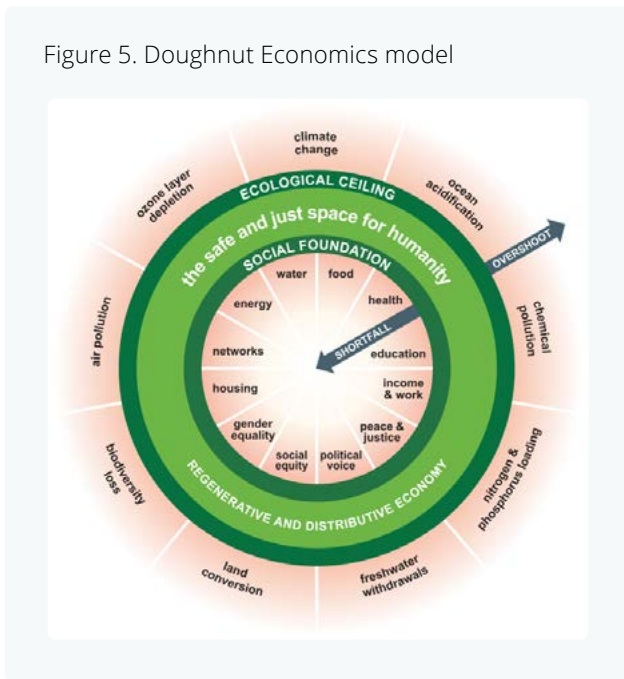 Figure 5. Doughnut Economics model
climate
change
ozone layer
depletion
ocean
acidification
ECOLOGICAL CEILING
the safe and just space for humanity
OVERSHOOT
SOCIAL FOUNDATION
water
food
energy
health
air pollution
chemical
pollution
SHORTFALL
networks
education
housing
income
& work
gender
equality
peace &
justice
social
equity
political
voice
biodiversity
loss
nitrogen &
phosphorus loading
REGENERATIVE AND DISTRIBUTIVE ECONOMY
land
conversion
freshwater
withdrawals